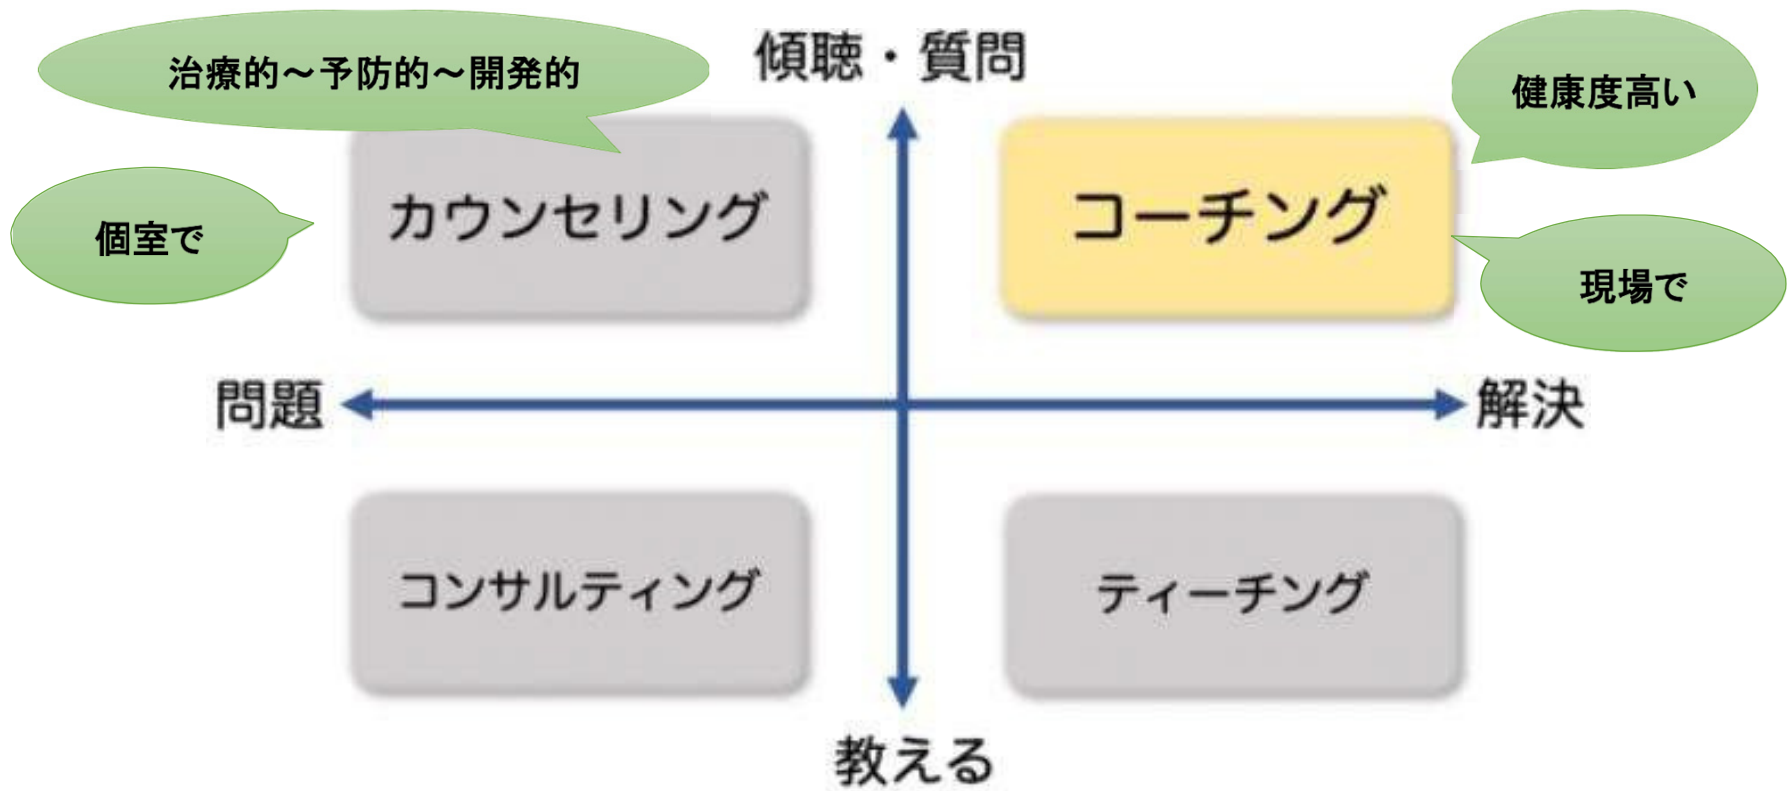 治療的～予防的～開発的
傾聴・質問
健康度高い
カウンセリング
コーチング
個室で
現場で
問題
解決
コンサルティング
ティーチング
教える